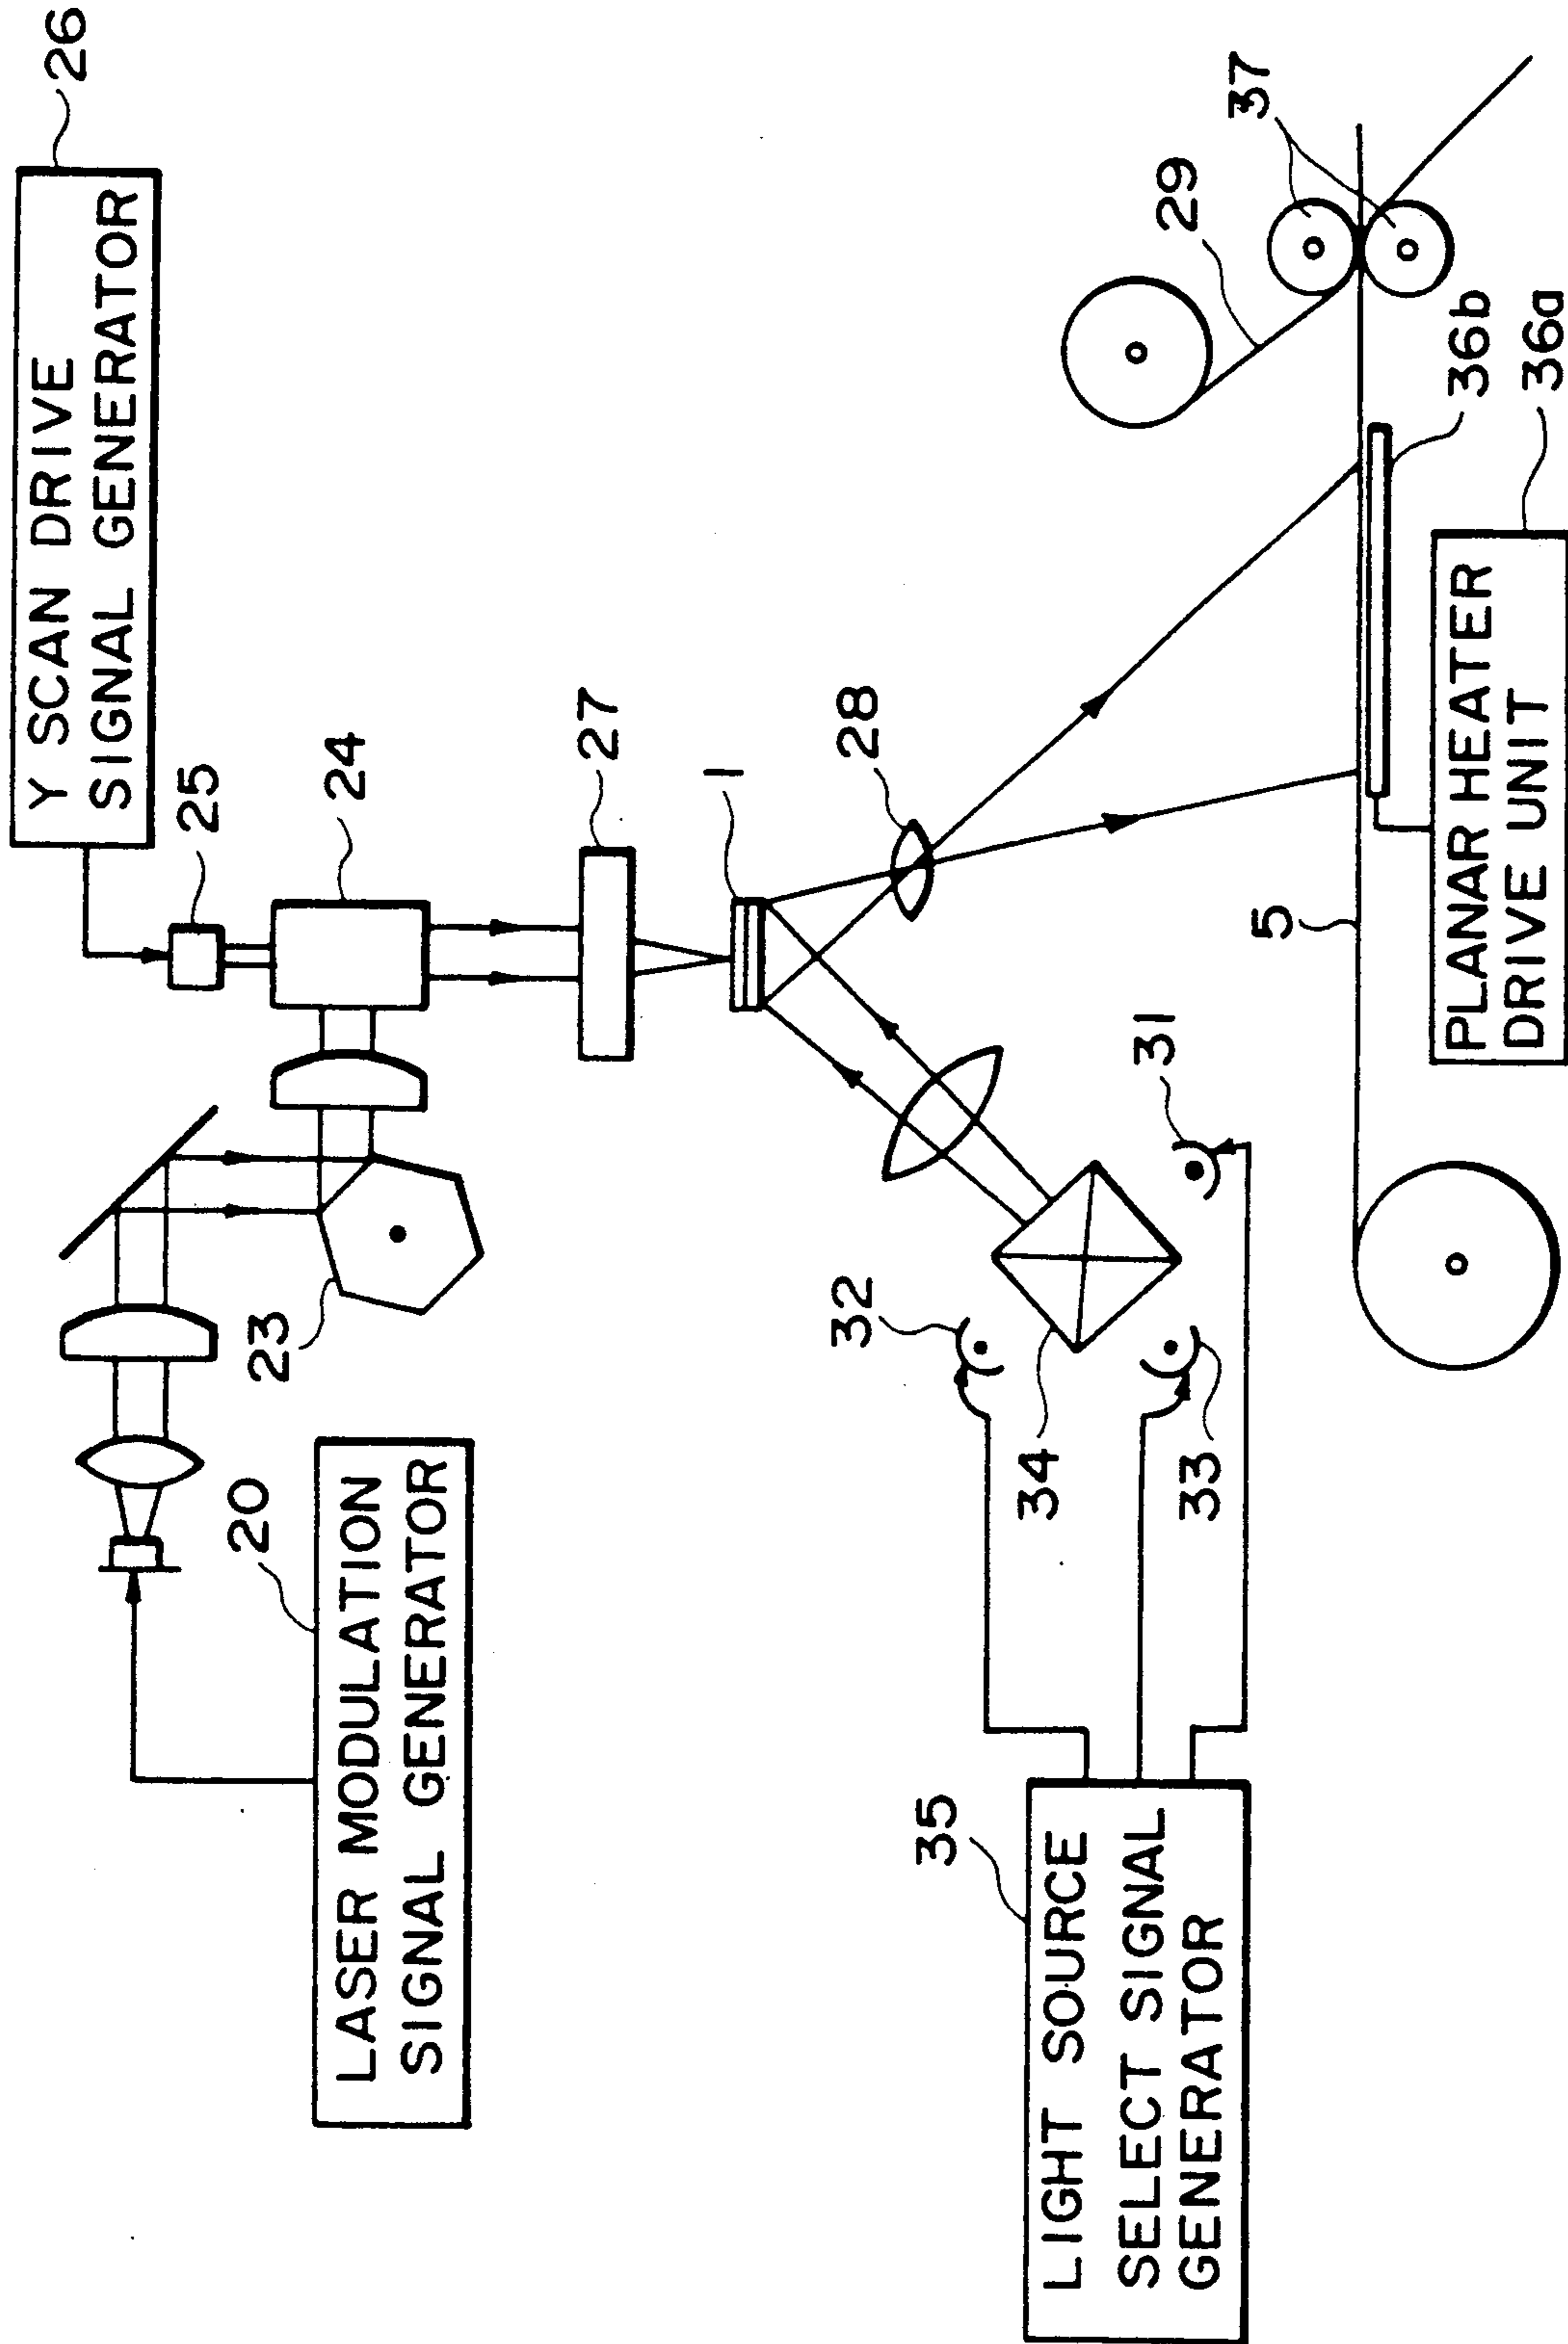 Y SCAN DRIVE
SIGNAL GENERATOR
26
25
24
27
1
28
23
20
LASER MODULATION
SIGNAL GENERATOR
29
37
32
31
34
33
35
LIGHT SOURCE
SELECT SIGNAL
GENERATOR
5
36b
36a
PLANAR HEATER
DRIVE UNIT